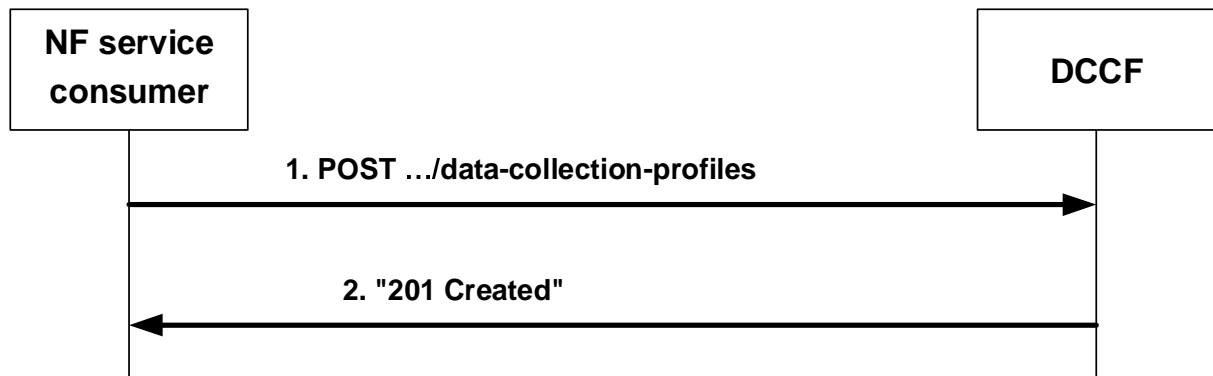 NF service
consumer
DCCF
1. POST …/data-collection-profiles
2. "201 Created"